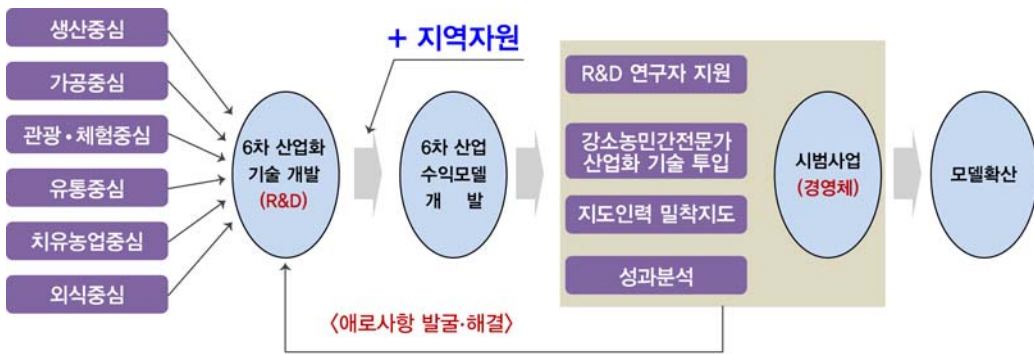 생산중심
가공중심
관광·체험중심
유통중심
치유농업중심
외식중심
6차 산업화
기술 개발
(R&D)
+ 지역자원
6차 산업
수익모델
개 발
R&D 연구자 지원
강소농민간전문가
산업화 기술 투입
지도인력 밀착지도
성과분석
시범사업
(경영체)
모델확산
<애로사항 발굴·해결>